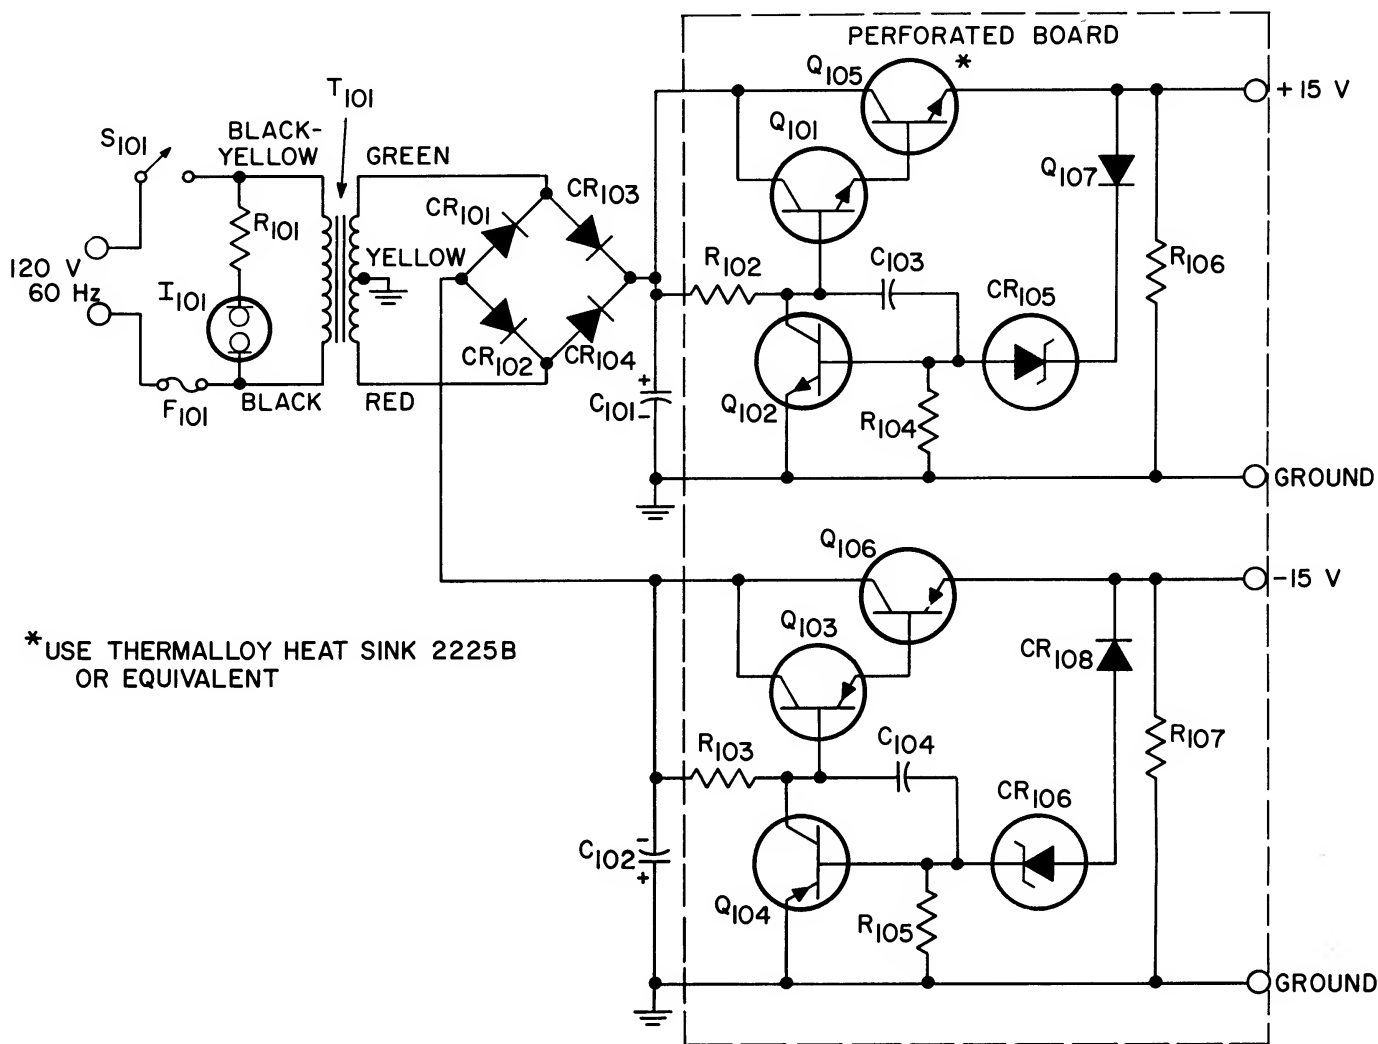 PERFORATED BOARD
*
Q105
+15 V
T101
S101
BLACK-
YELLOW
GREEN
Q101
Q107
CR101
CR103
R101
YELLOW
120 V
60 Hz
I101
R102
C103
CR105
R106
CR102
CR104
F101
BLACK
RED
+
C101
-
Q102
R104
GROUND
Q106
-15 V
*USE THERMALLOY HEAT SINK 2225B
OR EQUIVALENT
Q103
CR108
R103
C104
R107
CR106
-
C102
+
Q104
R105
GROUND